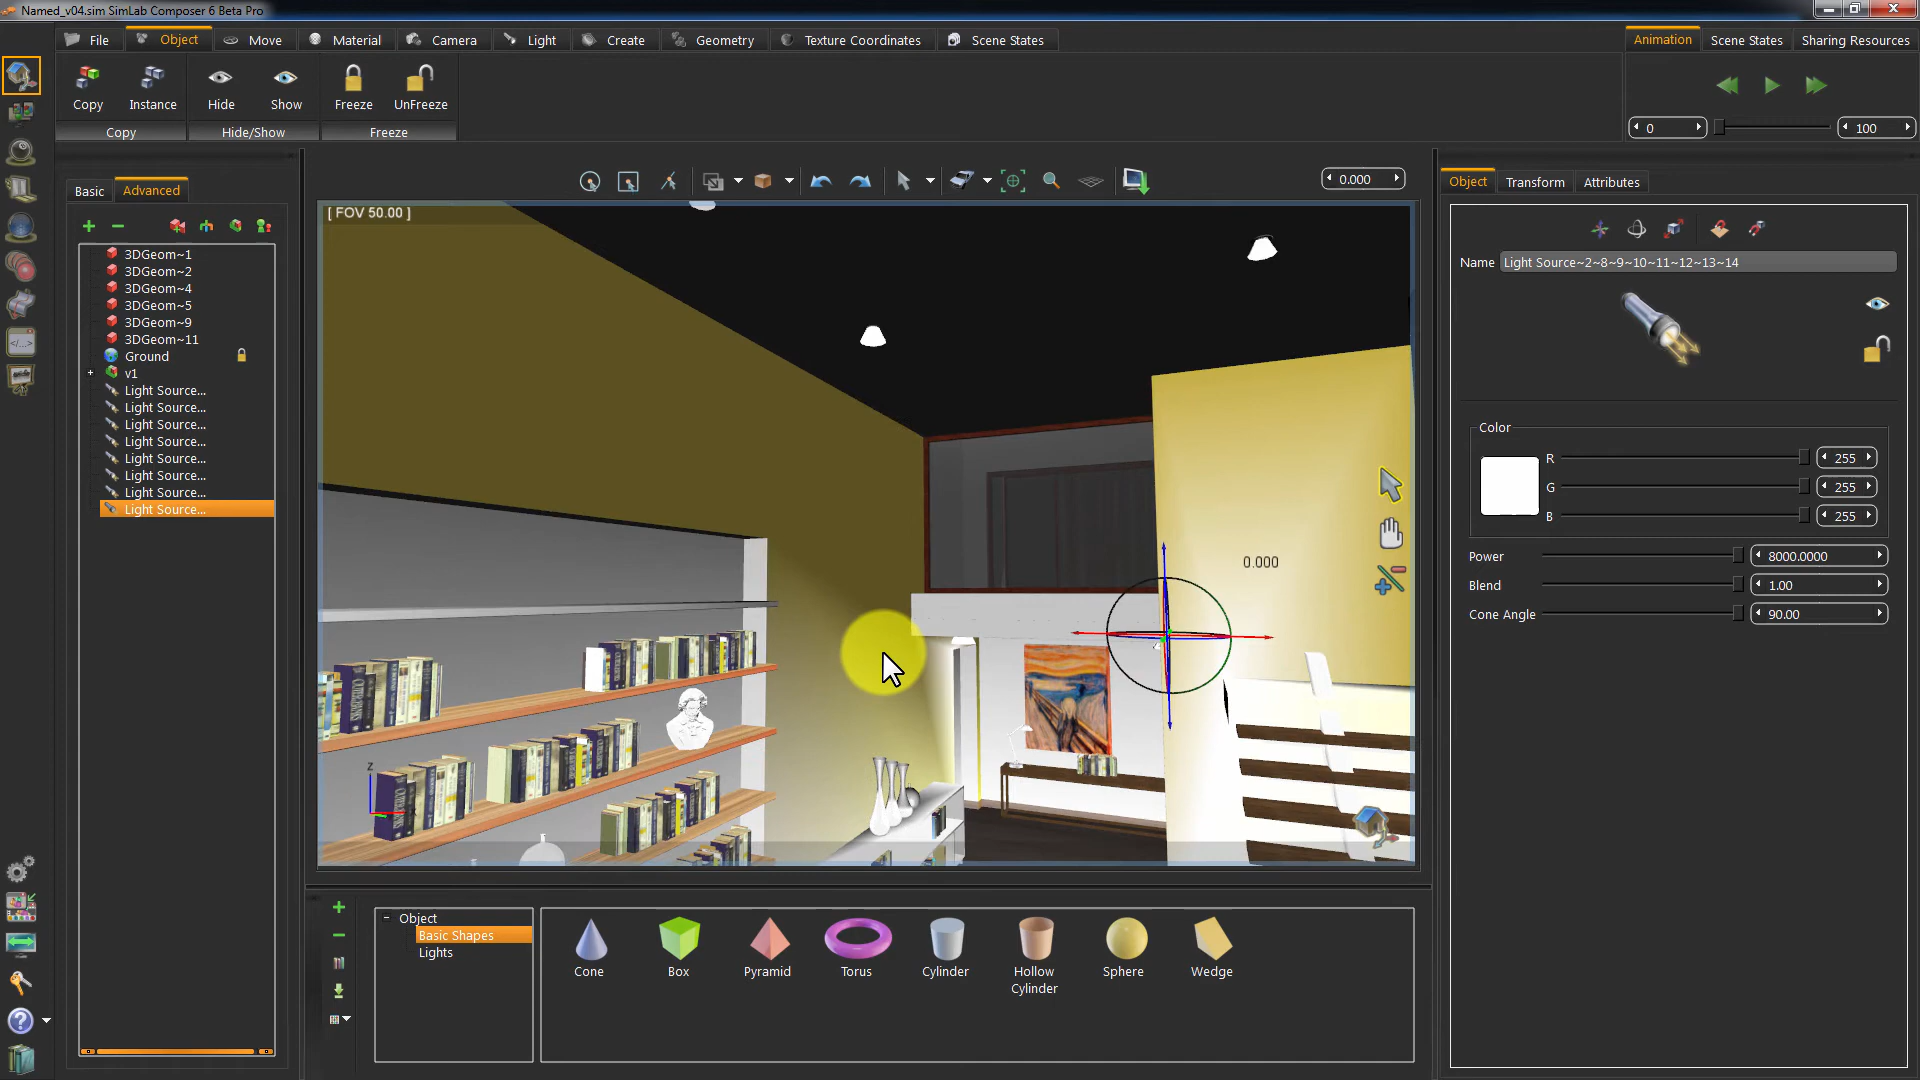 Named_v04.sim SimLab Composer 6 Beta Pro
File
Object
Move
Material
Camera
Light
Create
Geometry
Texture Coordinates
Scene States
Animation
Scene States
Sharing Resources
Copy
Instance
Hide
Show
Freeze
UnFreeze
Copy
Hide/Show
Freeze
0
100
Basic
Advanced
3DGeom~1
3DGeom~2
3DGeom~4
3DGeom~5
3DGeom~9
3DGeom~11
Ground
v1
Light Source...
Light Source...
Light Source...
Light Source...
Light Source...
Light Source...
Light Source...
Light Source...
0.000
[ FOV 50.00 ]
0.000
z
Object
Transform
Attributes
Name Light Source~2~8~9~10~11~12~13~14
Color
R 255
G 255
B 255
Power 8000.0000
Blend 1.00
Cone Angle 90.00
Object
Basic Shapes
Lights
Cone
Box
Pyramid
Torus
Cylinder
Hollow Cylinder
Sphere
Wedge